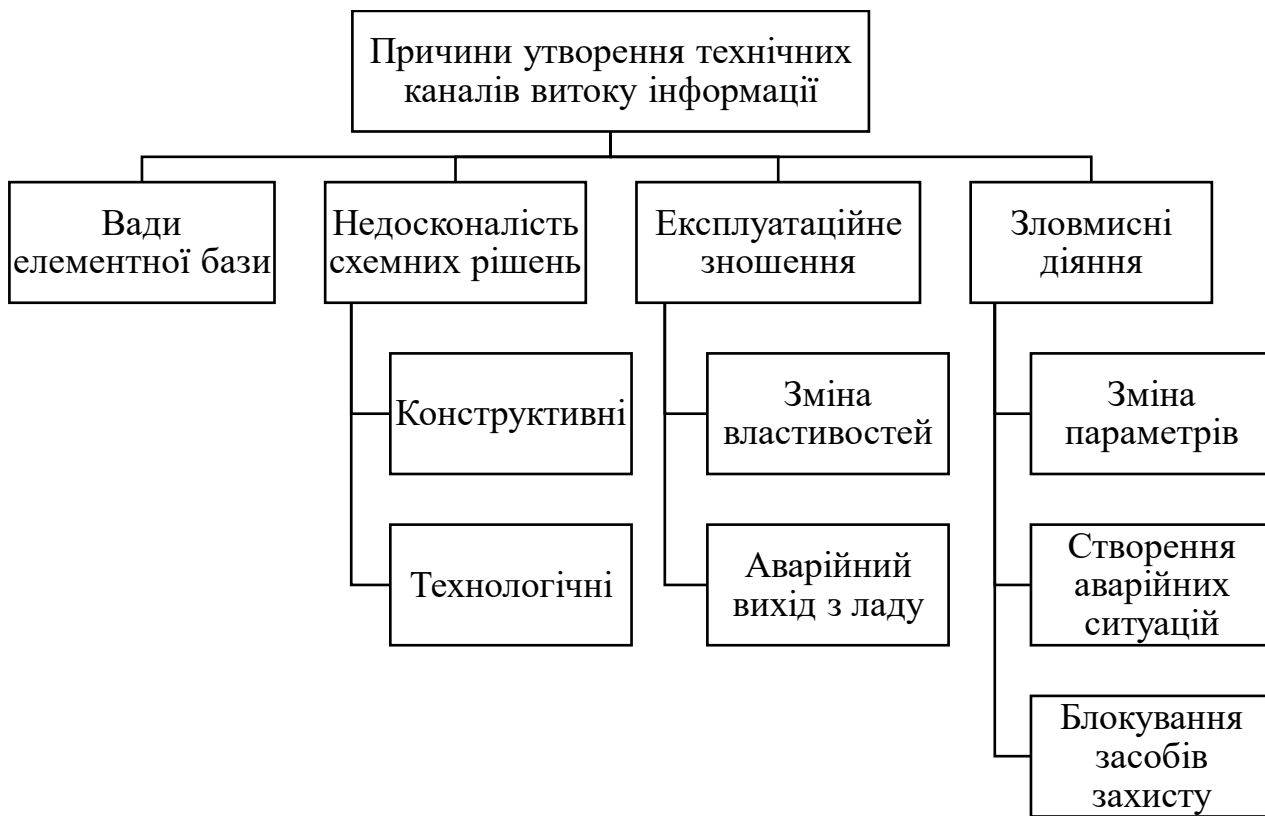 Причини утворення технічних
каналів витоку інформації
Вади
елементної бази
Недосконалість
схемних рішень
Експлуатаційне
зношення
Зловмисні
діяння
Конструктивні
Технологічні
Зміна
властивостей
Аварійний
вихід з ладу
Зміна
параметрів
Створення
аварійних
ситуацій
Блокування
засобів
захисту